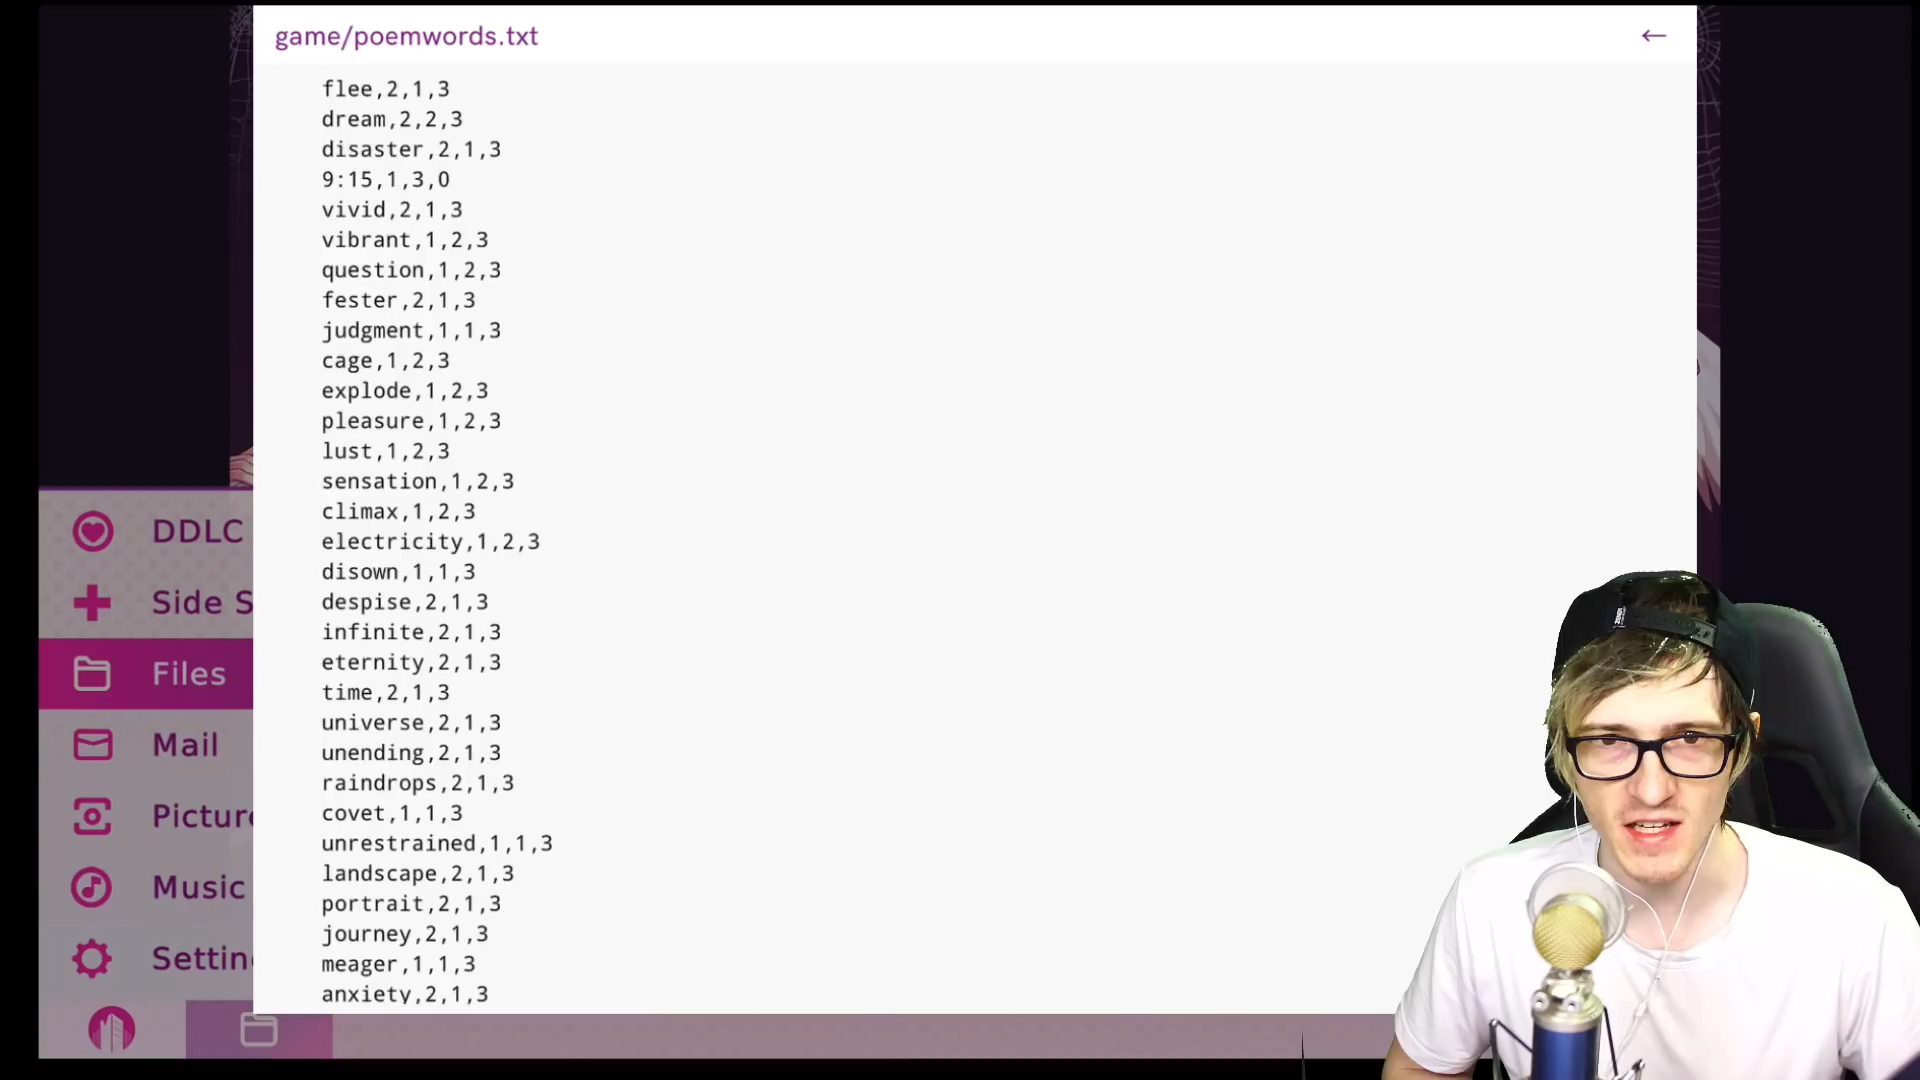 game/poemwords.txt
←
flee,2,1,3
dream,2,2,3
disaster,2,1,3
9:15,1,3,0
vivid,2,1,3
vibrant,1,2,3
question,1,2,3
fester,2,1,3
judgment,1,1,3
cage,1,2,3
explode,1,2,3
pleasure,1,2,3
lust,1,2,3
sensation,1,2,3
climax,1,2,3
electricity,1,2,3
disown,1,1,3
despise,2,1,3
infinite,2,1,3
eternity,2,1,3
time,2,1,3
universe,2,1,3
unending,2,1,3
raindrops,2,1,3
covet,1,1,3
unrestrained,1,1,3
landscape,2,1,3
portrait,2,1,3
journey,2,1,3
meager,1,1,3
anxiety,2,1,3
DDLC
Side S
Files
Mail
Pictur
Music
Settin